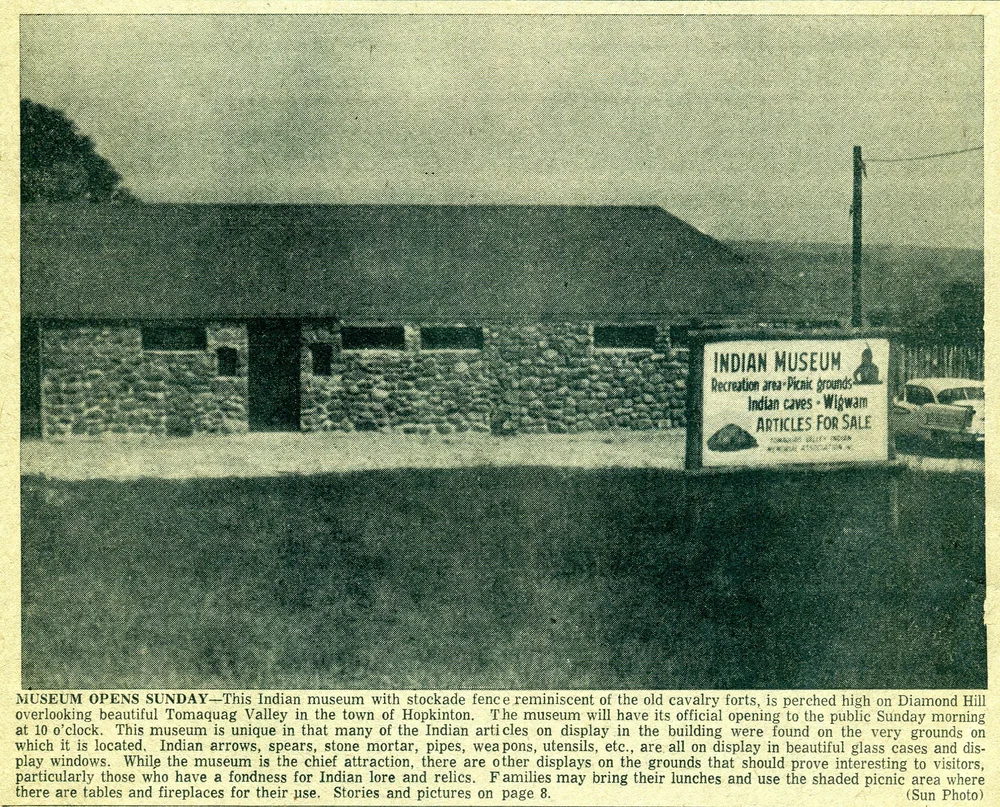 INDIAN MUSEUM
Recreation area • Picnic grounds
Indian caves • Wigwam
ARTICLES FOR SALE
TOMAQUAG VALLEY INDIAN
MEMORIAL ASSOCIATION
MUSEUM OPENS SUNDAY—This Indian museum with stockade fence reminiscent of the old cavalry forts, is perched high on Diamond Hill
overlooking beautiful Tomaquag Valley in the town of Hopkinton. The museum will have its official opening to the public Sunday morning
at 10 o'clock. This museum is unique in that many of the Indian articles on display in the building were found on the very grounds on
which it is located. Indian arrows, spears, stone mortar, pipes, weapons, utensils, etc., are all on display in beautiful glass cases and dis-
play windows. While the museum is the chief attraction, there are other displays on the grounds that should prove interesting to visitors,
particularly those who have a fondness for Indian lore and relics. Families may bring their lunches and use the shaded picnic area where
there are tables and fireplaces for their use. Stories and pictures on page 8. (Sun Photo)